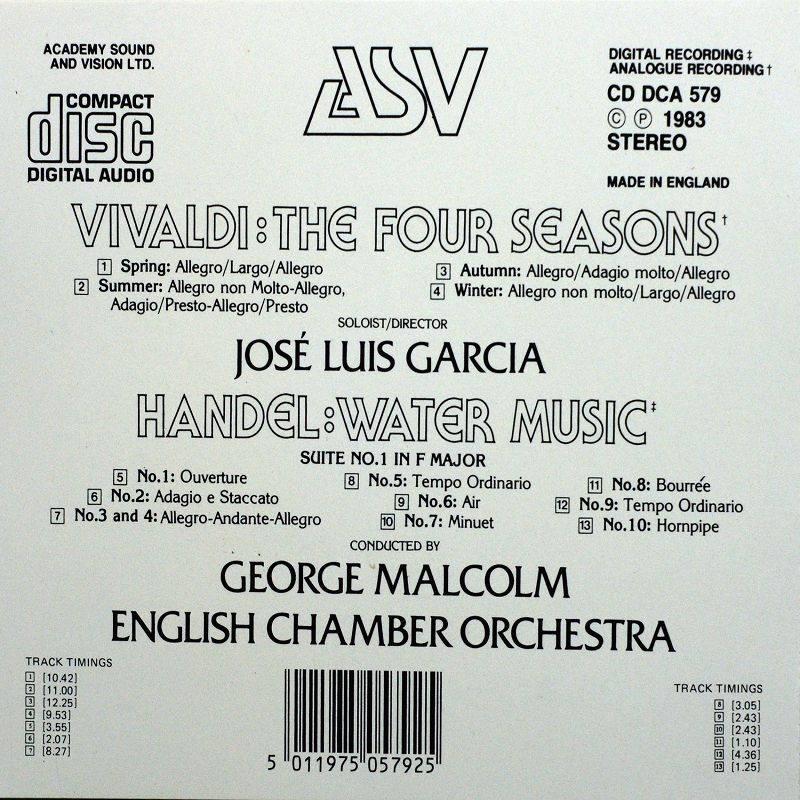 ACADEMY SOUND
AND VISION LTD.
COMPACT
disc
DIGITAL AUDIO
ASV
DIGITAL RECORDING ‡
ANALOGUE RECORDING †
CD DCA 579
© ℗ 1983
STEREO
MADE IN ENGLAND
VIVALDI: THE FOUR SEASONS†
1 Spring: Allegro/Largo/Allegro
2 Summer: Allegro non Molto-Allegro,
Adagio/Presto-Allegro/Presto
3 Autumn: Allegro/Adagio molto/Allegro
4 Winter: Allegro non molto/Largo/Allegro
SOLOIST/DIRECTOR
JOSÉ LUIS GARCIA
HANDEL: WATER MUSIC‡
SUITE NO.1 IN F MAJOR
5 No.1: Ouverture
6 No.2: Adagio e Staccato
7 No.3 and 4: Allegro-Andante-Allegro
8 No.5: Tempo Ordinario
9 No.6: Air
10 No.7: Minuet
11 No.8: Bourrée
12 No.9: Tempo Ordinario
13 No.10: Hornpipe
CONDUCTED BY
GEORGE MALCOLM
ENGLISH CHAMBER ORCHESTRA
TRACK TIMINGS
1 [10.42]
2 [11.00]
3 [12.25]
4 [9.53]
5 [3.55]
6 [2.07]
7 [8.27]
5 011975 057925
TRACK TIMINGS
8 [3.05]
9 [2.43]
10 [2.43]
11 [1.10]
12 [4.36]
13 [1.25]